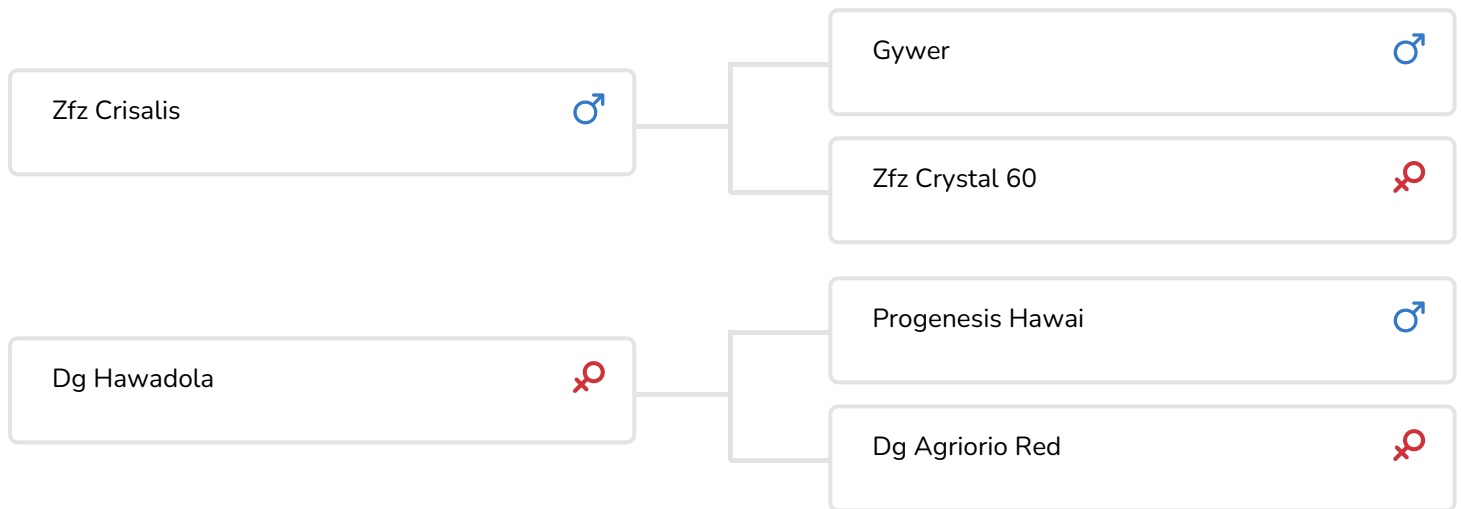 Zfz Crisalis
Gywer
Zfz Crystal 60
Dg Hawadola
Progenesis Hawai
Dg Agriorio Red